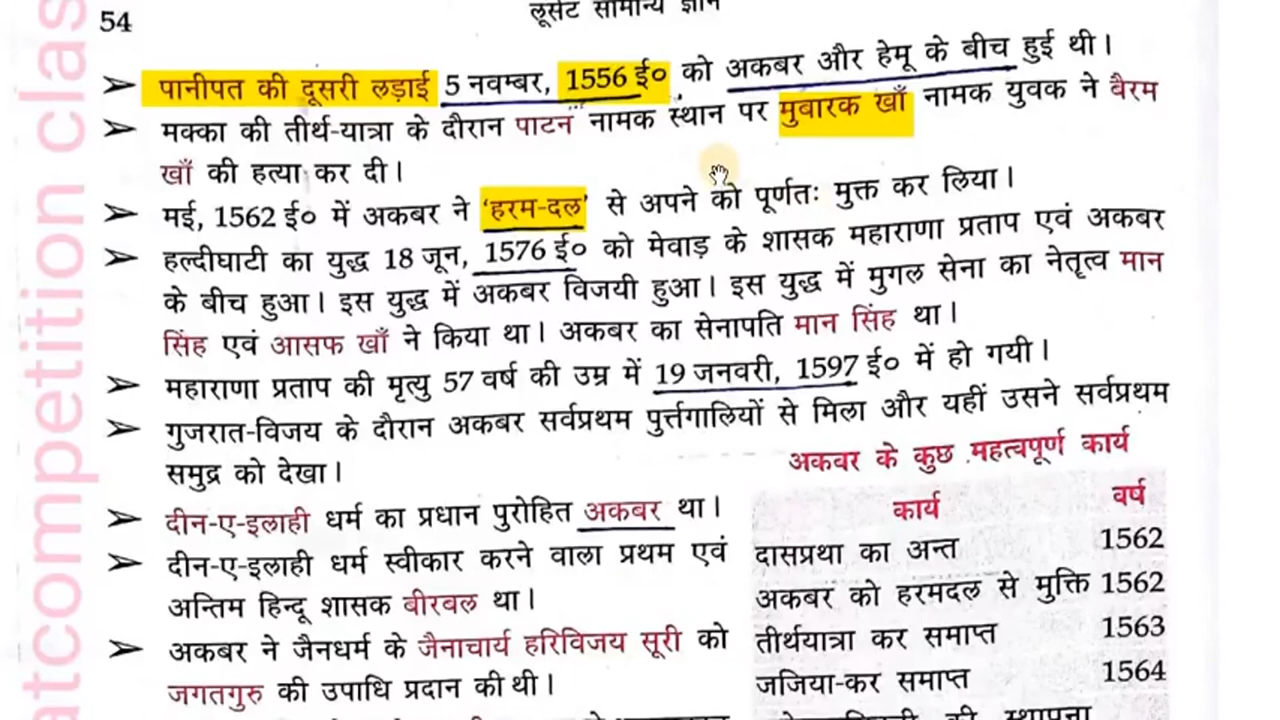 54
लूसेंट सामान्य ज्ञान
➢ पानीपत की दूसरी लड़ाई 5 नवम्बर, 1556 ई० को अकबर और हेमू के बीच हुई थी।
➢ मक्का की तीर्थ-यात्रा के दौरान पाटन नामक स्थान पर मुबारक खाँ नामक युवक ने बैरम
खाँ की हत्या कर दी।
➢ मई, 1562 ई० में अकबर ने ‘हरम-दल’ से अपने को पूर्णतः मुक्त कर लिया।
➢ हल्दीघाटी का युद्ध 18 जून, 1576 ई० को मेवाड़ के शासक महाराणा प्रताप एवं अकबर
के बीच हुआ। इस युद्ध में अकबर विजयी हुआ। इस युद्ध में मुगल सेना का नेतृत्व मान
सिंह एवं आसफ खाँ ने किया था। अकबर का सेनापति मान सिंह था।
➢ महाराणा प्रताप की मृत्यु 57 वर्ष की उम्र में 19 जनवरी, 1597 ई० में हो गयी।
➢ गुजरात-विजय के दौरान अकबर सर्वप्रथम पुर्त्तगालियों से मिला और यहीं उसने सर्वप्रथम
समुद्र को देखा।
➢ दीन-ए-इलाही धर्म का प्रधान पुरोहित अकबर था।
➢ दीन-ए-इलाही धर्म स्वीकार करने वाला प्रथम एवं
अन्तिम हिन्दू शासक बीरबल था।
➢ अकबर ने जैनधर्म के जैनाचार्य हरिविजय सूरी को
जगतगुरु की उपाधि प्रदान की थी।
अकबर के कुछ महत्वपूर्ण कार्य
कार्य वर्ष
दासप्रथा का अन्त 1562
अकबर को हरमदल से मुक्ति 1562
तीर्थयात्रा कर समाप्त 1563
जजिया-कर समाप्त 1564
की स्थापना
atcompetition clas